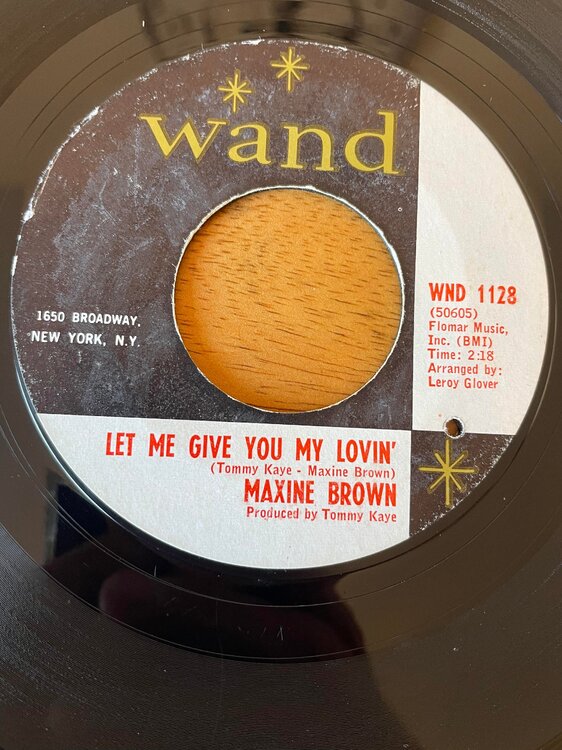 wand
1650 BROADWAY,
NEW YORK, N.Y.
WND 1128
(50605)
Flomar Music,
Inc. (BMI)
Time: 2:18
Arranged by:
Leroy Glover
LET ME GIVE YOU MY LOVIN'
(Tommy Kaye - Maxine Brown)
MAXINE BROWN
Produced by Tommy Kaye